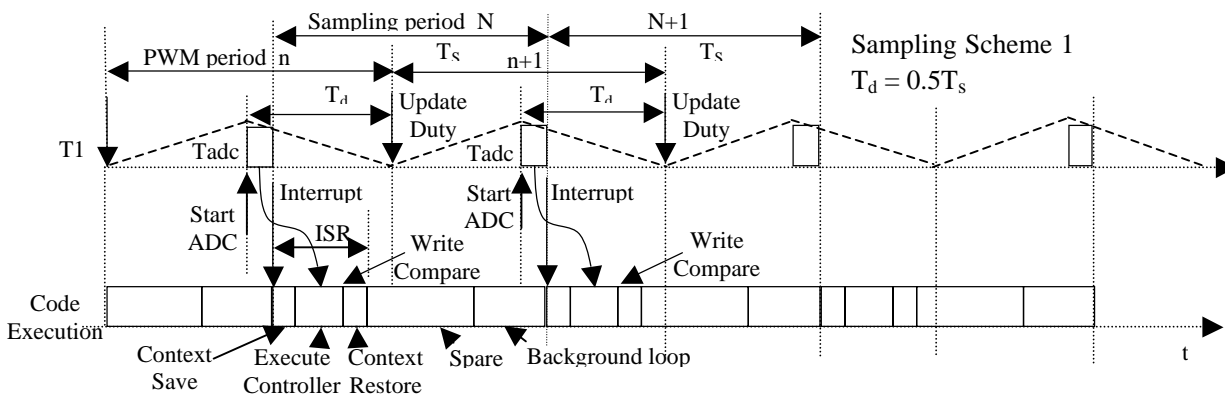 Sampling period N
N+1
PWM period n
Ts
n+1
Ts
Sampling Scheme 1
Td = 0.5Ts
Td
Update
Duty
Td
Update
Duty
T1
Tadc
Tadc
Interrupt
Interrupt
Start
ADC
Start
ADC
ISR
Write
Compare
Write
Compare
Code
Execution
Context
Save
Execute
Controller
Context
Restore
Spare
Background loop
t